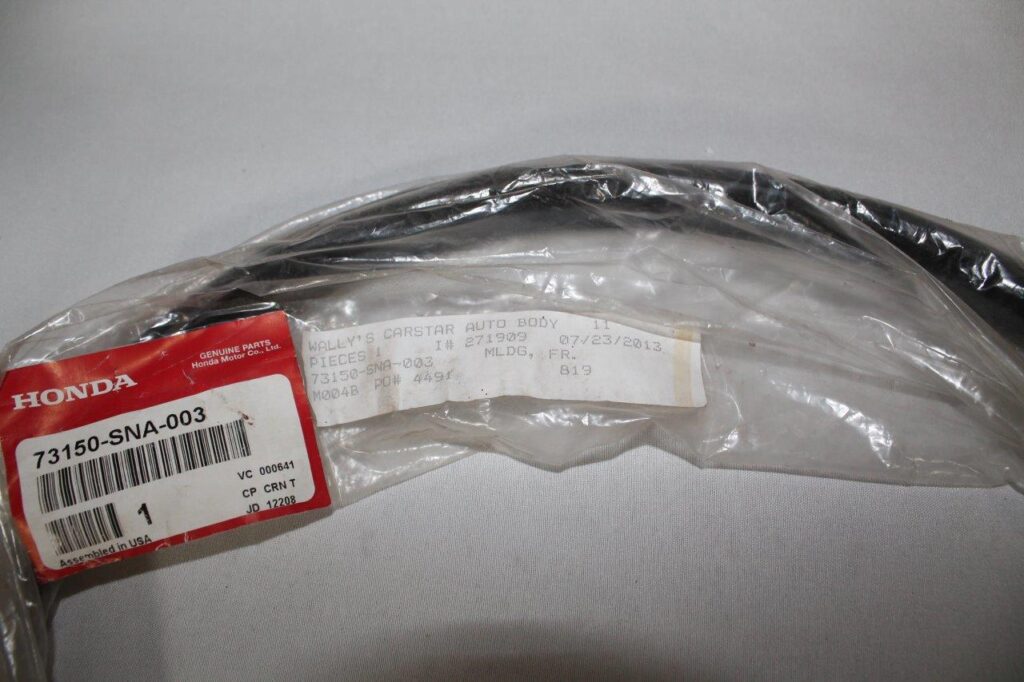 GENUINE PARTS
Honda Motor Co., Ltd.
HONDA
73150-SNA-003
VC 000641
CP CRN T
JD 12208
1
Assembled in USA
WALLY'S CARSTAR AUTO BODY 11
PIECES I# 271909 07/23/2013
73150-SNA-003 MLDG, FR.
M004B PO# 819